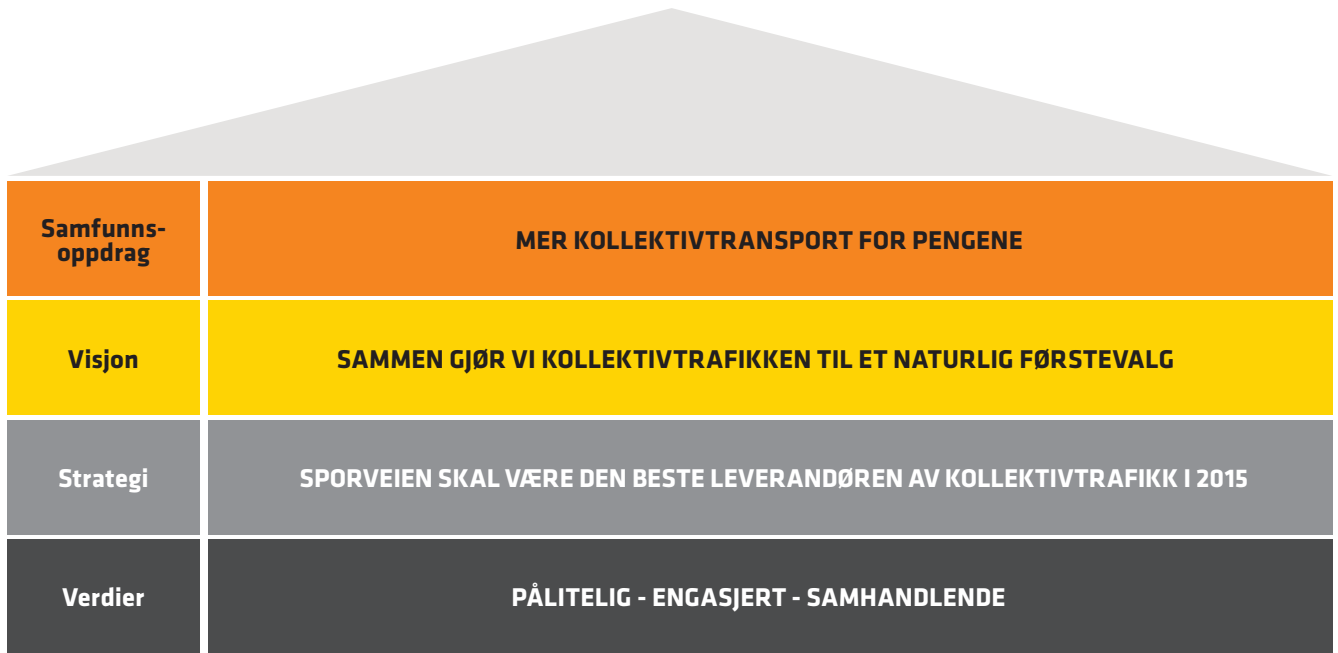 Samfunns-
oppdrag
MER KOLLEKTIVTRANSPORT FOR PENGENE
Visjon
SAMMEN GJØR VI KOLLEKTIVTRAFIKKEN TIL ET NATURLIG FØRSTEVALG
Strategi
SPORVEIEN SKAL VÆRE DEN BESTE LEVERANDØREN AV KOLLEKTIVTRAFIKK I 2015
Verdier
PÅLITELIG - ENGASJERT - SAMHANDLENDE